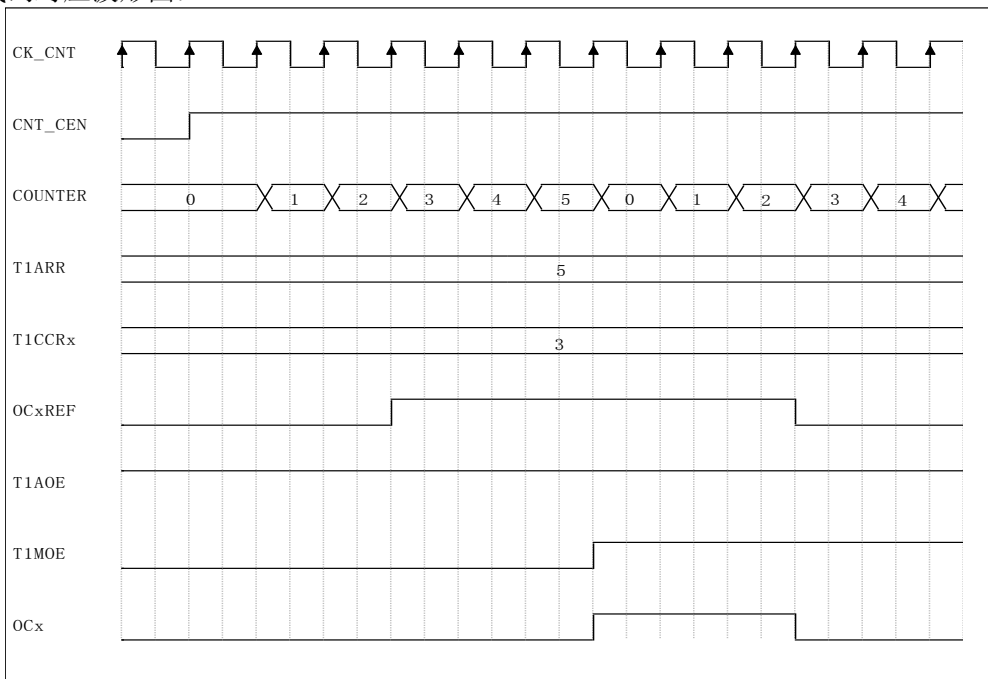 CK_CNT
CNT_CEN
COUNTER 0 1 2 3 4 5 0 1 2 3 4
T1ARR 5
T1CCRx 3
OCxREF
T1AOE
T1MOE
OCx